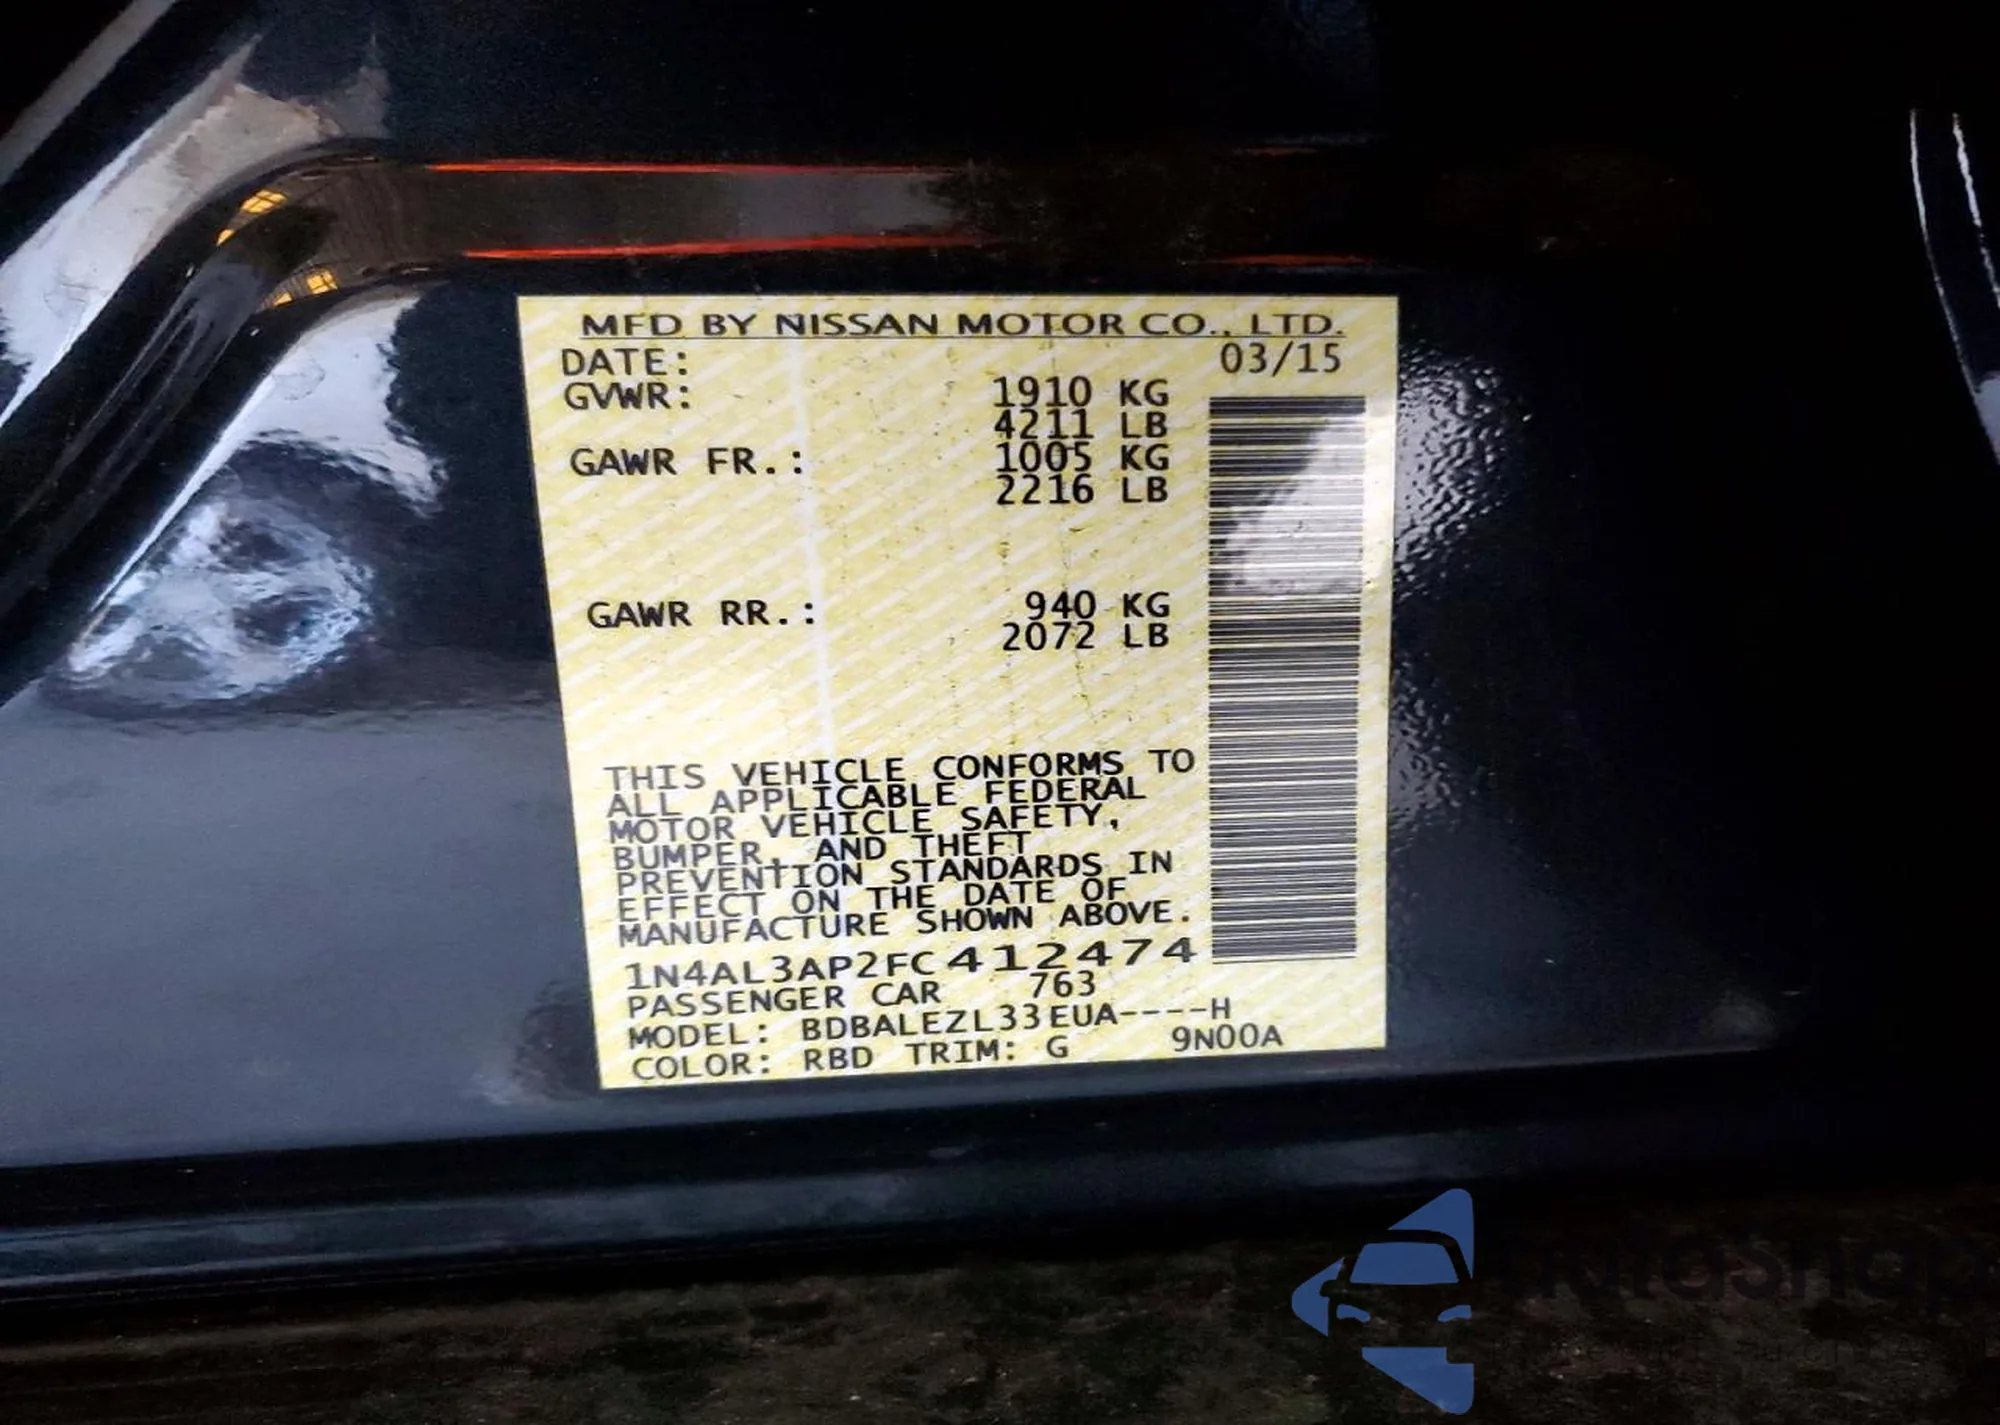 MFD BY NISSAN MOTOR CO., LTD.
DATE: 03/15
GVWR: 1910 KG
4211 LB
GAWR FR.: 1005 KG
2216 LB
GAWR RR.: 940 KG
2072 LB
THIS VEHICLE CONFORMS TO
ALL APPLICABLE FEDERAL
MOTOR VEHICLE SAFETY,
BUMPER, AND THEFT
PREVENTION STANDARDS IN
EFFECT ON THE DATE OF
MANUFACTURE SHOWN ABOVE.
1N4AL3AP2FC412474
PASSENGER CAR 763
MODEL: BDBALEZL33EUA----H
COLOR: RBD TRIM: G 9N00A
autosnap